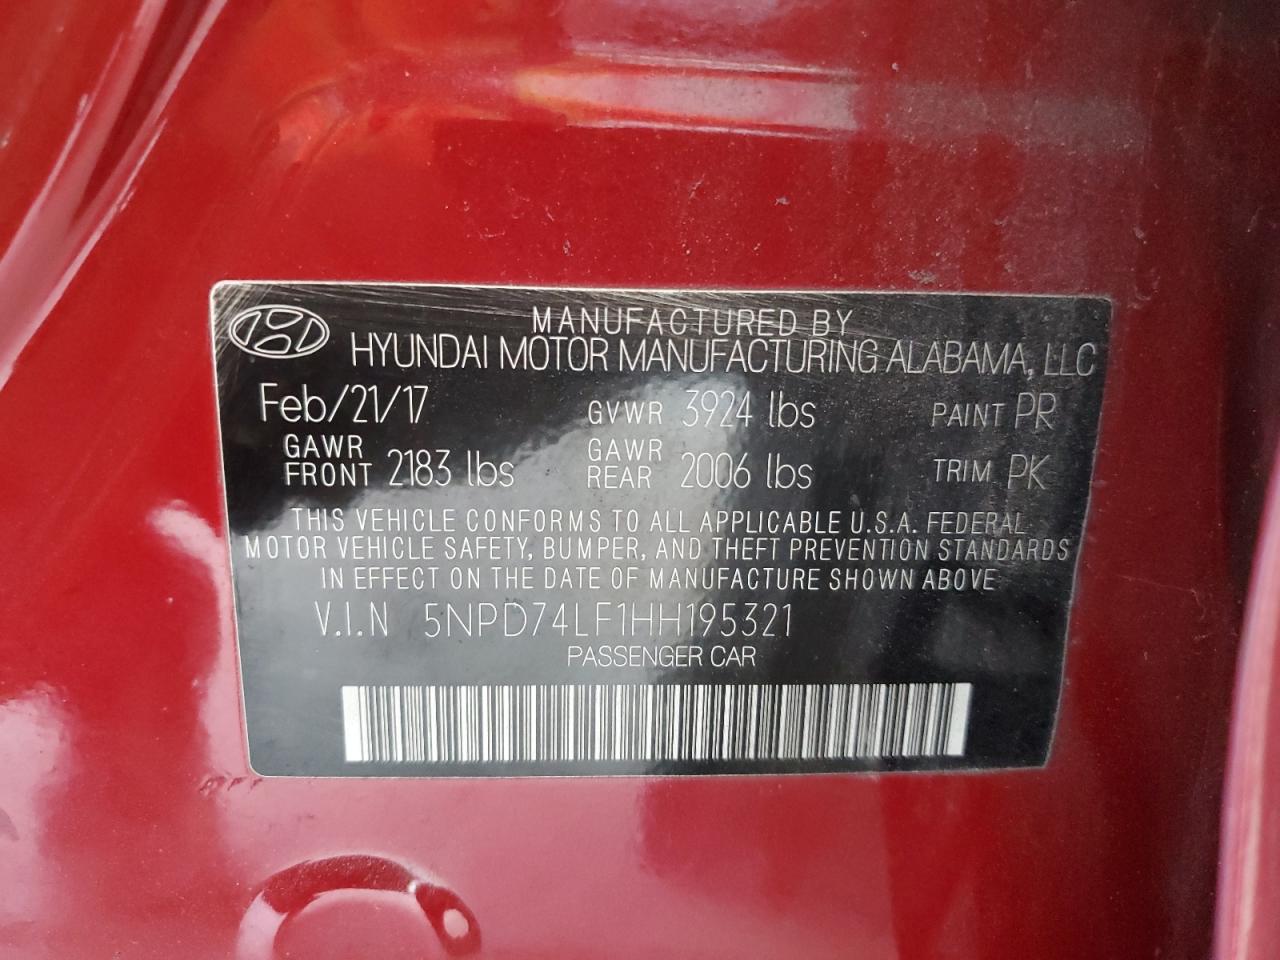 MANUFACTURED BY
HYUNDAI MOTOR MANUFACTURING ALABAMA, LLC
Feb/21/17 GVWR 3924 lbs PAINT PR
GAWR FRONT 2183 lbs GAWR REAR 2006 lbs TRIM PK
THIS VEHICLE CONFORMS TO ALL APPLICABLE U.S.A. FEDERAL
MOTOR VEHICLE SAFETY, BUMPER, AND THEFT PREVENTION STANDARDS
IN EFFECT ON THE DATE OF MANUFACTURE SHOWN ABOVE
V.I.N 5NPD74LF1HH195321
PASSENGER CAR